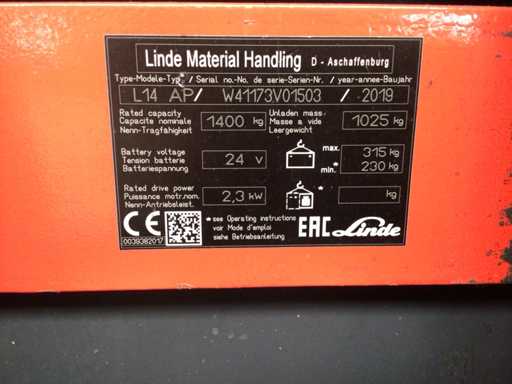 Linde Material Handling D - Aschaffenburg
Type-Modele-Typ* / Serial no.-No. de serie-Serien-Nr. / year-annee-Baujahr
L14 AP / W41173V01503 / 2019
Rated capacity
Capacite nominale
Nenn-Tragfähigkeit
1400 kg
Unladen mass
Masse a vide
Leergewicht
1025 kg
Battery voltage
Tension batterie
Batteriespannung
24 V
max. 315 kg
min.* 230 kg
Rated drive power
Puissance motr.nom.
Nenn-Antriebsleist.
2,3 kW
* kg
CE
0039382017
* see Operating instructions
voir Mode d'emploi
siehe Betriebsanleitung
EAC Linde